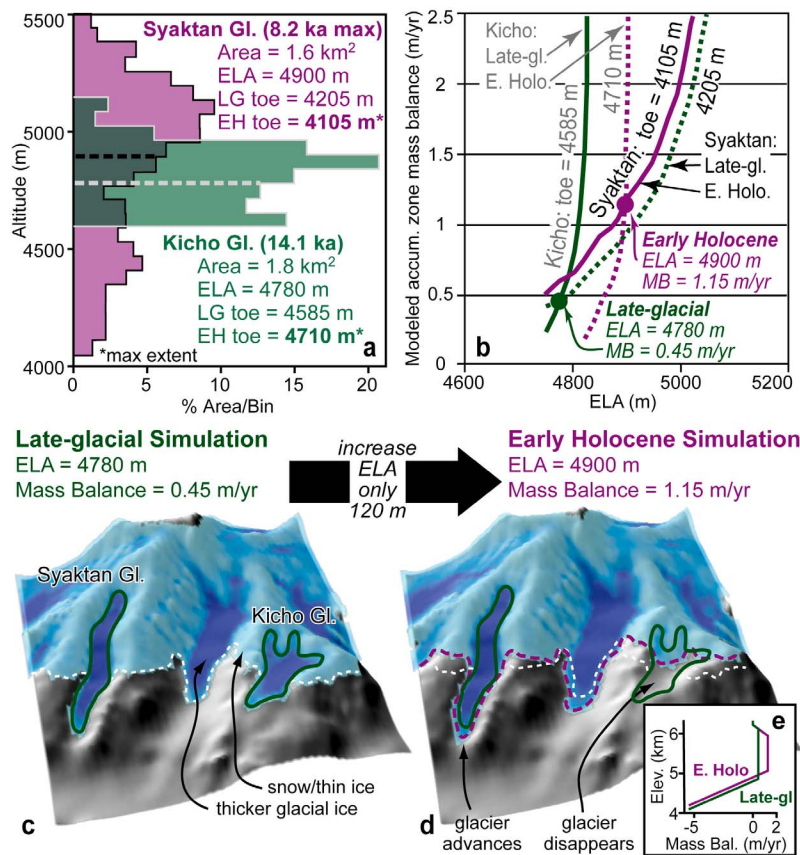 5500
5000
4500
4000
Altitude (m)
Syaktan Gl. (8.2 ka max)
Area = 1.6 km²
ELA = 4900 m
LG toe = 4205 m
EH toe = 4105 m*
Kicho Gl. (14.1 ka)
Area = 1.8 km²
ELA = 4780 m
LG toe = 4585 m
EH toe = 4710 m*
*max extent
a
0 5 10 15 20
% Area/Bin
Modeled accum. zone mass balance (m/yr)
2.5
2
1.5
1
0.5
0
Kicho:
Late-gl.
E. Holo.
4710 m
Kicho: toe = 4585 m
Syaktan: toe = 4105 m
4205 m
Syaktan:
Late-gl.
E. Holo.
Early Holocene
ELA = 4900 m
MB = 1.15 m/yr
Late-glacial
ELA = 4780 m
MB = 0.45 m/yr
b
4600 4800 5000 5200
ELA (m)
Late-glacial Simulation
ELA = 4780 m
Mass Balance = 0.45 m/yr
increase
ELA
only
120 m
Early Holocene Simulation
ELA = 4900 m
Mass Balance = 1.15 m/yr
Syaktan Gl.
Kicho Gl.
snow/thin ice
thicker glacial ice
c
d
glacier
advances
glacier
disappears
e
Elev. (km)
6
5
4
E. Holo
Late-gl
-5 0 2
Mass Bal. (m/yr)